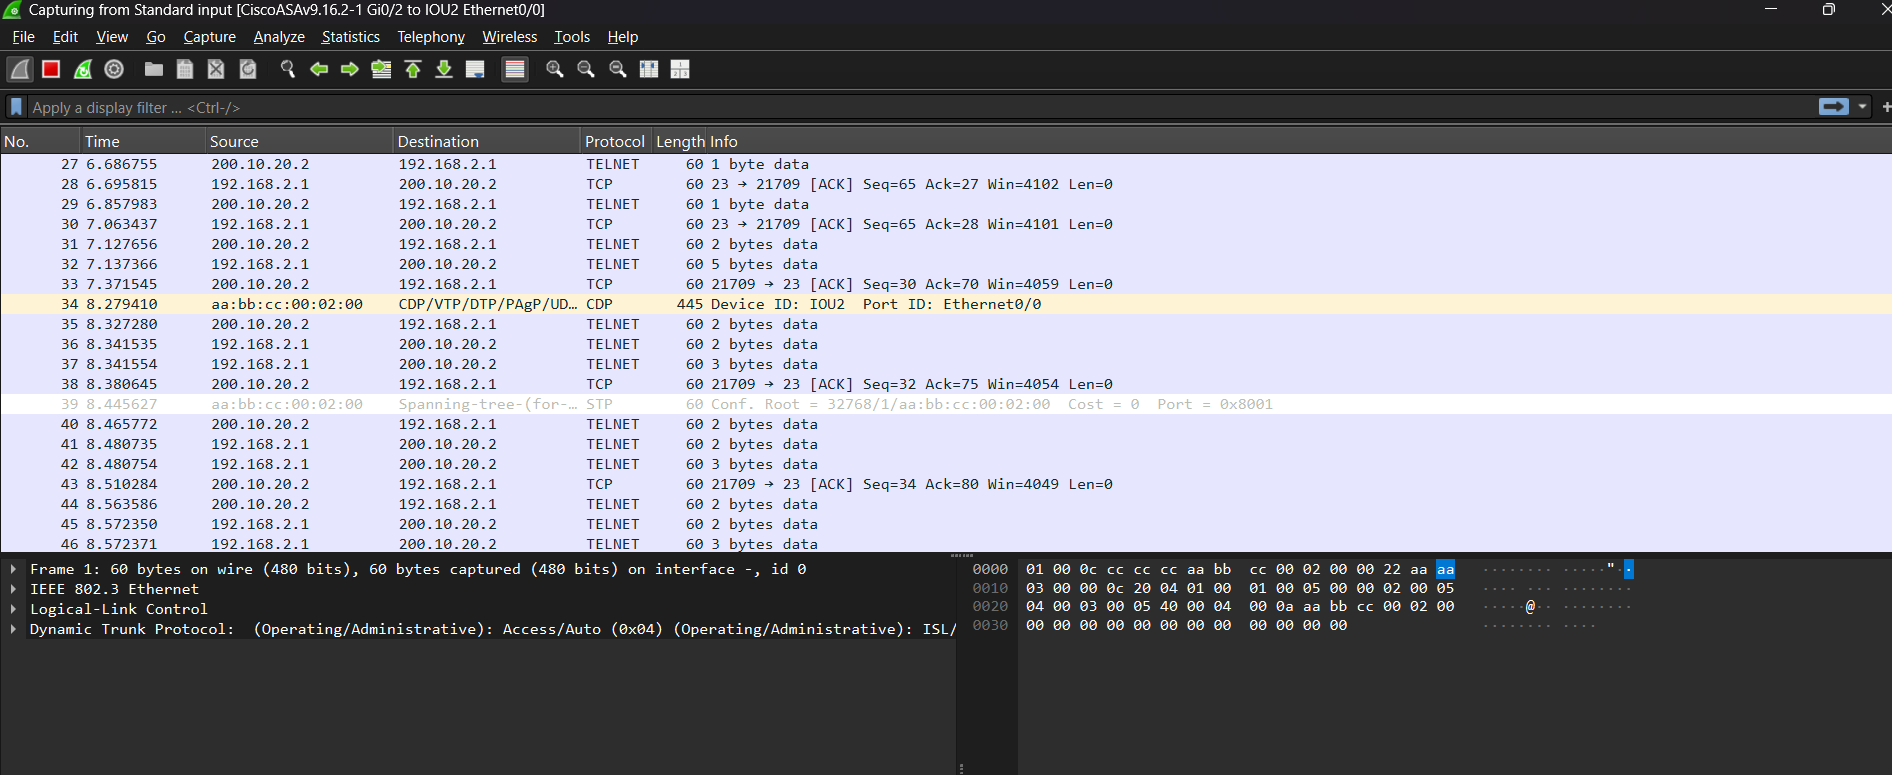 Capturing from Standard input [CiscoASAv9.16.2-1 Gi0/2 to IOU2 Ethernet0/0]
File Edit View Go Capture Analyze Statistics Telephony Wireless Tools Help
Apply a display filter ... <Ctrl-/>
No. Time Source Destination Protocol Length Info
27 6.686755 200.10.20.2 192.168.2.1 TELNET 60 1 byte data
28 6.695815 192.168.2.1 200.10.20.2 TCP 60 23 → 21709 [ACK] Seq=65 Ack=27 Win=4102 Len=0
29 6.857983 200.10.20.2 192.168.2.1 TELNET 60 1 byte data
30 7.063437 192.168.2.1 200.10.20.2 TCP 60 23 → 21709 [ACK] Seq=65 Ack=28 Win=4101 Len=0
31 7.127656 200.10.20.2 192.168.2.1 TELNET 60 2 bytes data
32 7.137366 192.168.2.1 200.10.20.2 TELNET 60 5 bytes data
33 7.371545 200.10.20.2 192.168.2.1 TCP 60 21709 → 23 [ACK] Seq=30 Ack=70 Win=4059 Len=0
34 8.279410 aa:bb:cc:00:02:00 CDP/VTP/DTP/PAgP/UD… CDP 445 Device ID: IOU2 Port ID: Ethernet0/0
35 8.327280 200.10.20.2 192.168.2.1 TELNET 60 2 bytes data
36 8.341535 192.168.2.1 200.10.20.2 TELNET 60 2 bytes data
37 8.341554 192.168.2.1 200.10.20.2 TELNET 60 3 bytes data
38 8.380645 200.10.20.2 192.168.2.1 TCP 60 21709 → 23 [ACK] Seq=32 Ack=75 Win=4054 Len=0
39 8.445627 aa:bb:cc:00:02:00 Spanning-tree-(for-… STP 60 Conf. Root = 32768/1/aa:bb:cc:00:02:00 Cost = 0 Port = 0x8001
40 8.465772 200.10.20.2 192.168.2.1 TELNET 60 2 bytes data
41 8.480735 192.168.2.1 200.10.20.2 TELNET 60 2 bytes data
42 8.480754 192.168.2.1 200.10.20.2 TELNET 60 3 bytes data
43 8.510284 200.10.20.2 192.168.2.1 TCP 60 21709 → 23 [ACK] Seq=34 Ack=80 Win=4049 Len=0
44 8.563586 200.10.20.2 192.168.2.1 TELNET 60 2 bytes data
45 8.572350 192.168.2.1 200.10.20.2 TELNET 60 2 bytes data
46 8.572371 192.168.2.1 200.10.20.2 TELNET 60 3 bytes data
Frame 1: 60 bytes on wire (480 bits), 60 bytes captured (480 bits) on interface -, id 0
IEEE 802.3 Ethernet
Logical-Link Control
Dynamic Trunk Protocol: (Operating/Administrative): Access/Auto (0x04) (Operating/Administrative): ISL/
0000 01 00 0c cc cc cc aa bb cc 00 02 00 00 22 aa aa ········ ·····"··
0010 03 00 00 0c 20 04 01 00 01 00 05 00 00 02 00 05 ···· ··· ········
0020 04 00 03 00 05 40 00 04 00 0a aa bb cc 00 02 00 ·····@·· ········
0030 00 00 00 00 00 00 00 00 00 00 00 00 ········ ····